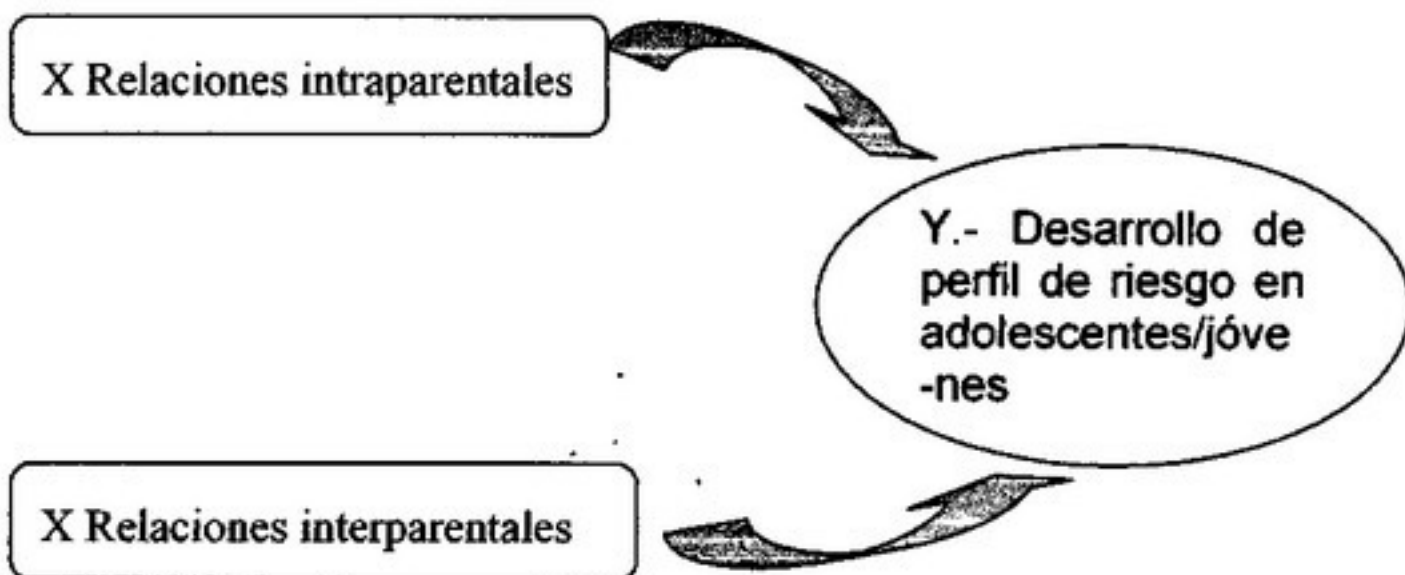 X Relaciones intraparentales
Y.- Desarrollo de
perfil de riesgo en
adolescentes/jóve
-nes
X Relaciones interparentales